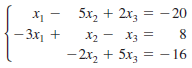 x₁ − 5x₂ + 2x₃ = −20
−3x₁ + x₂ − x₃ = 8
−2x₂ + 5x₃ = −16